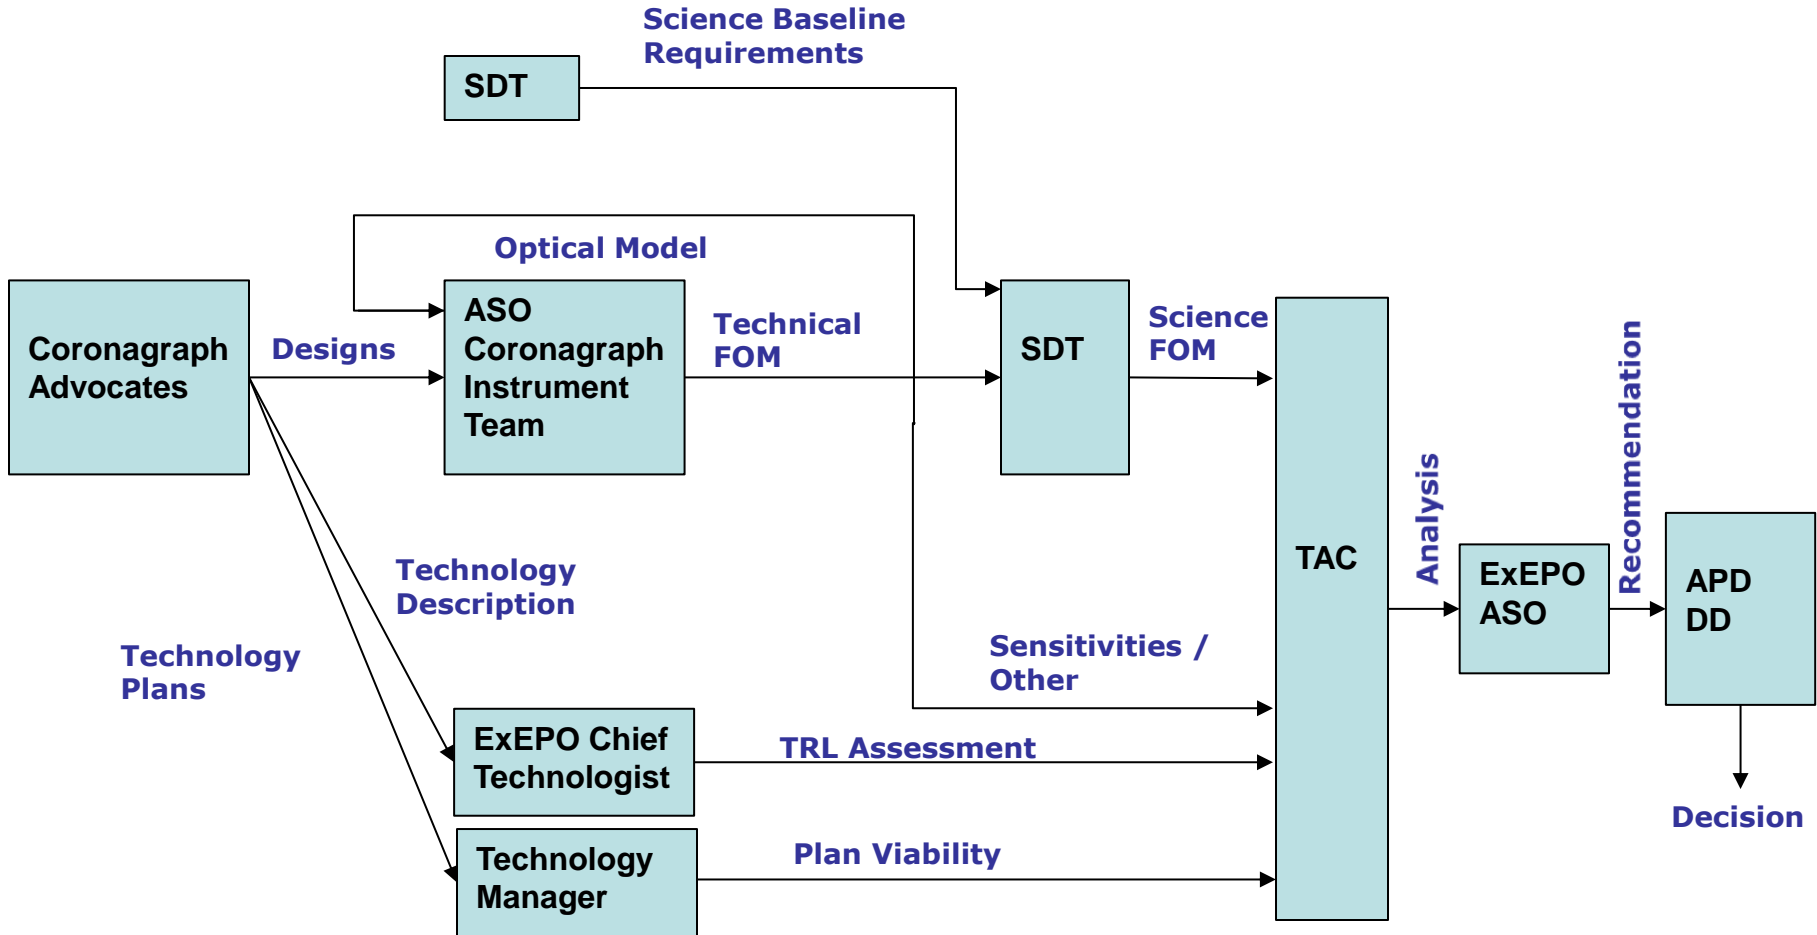 Science Baseline
Requirements
SDT
Optical Model
Coronagraph
Advocates
Designs
ASO
Coronagraph
Instrument
Team
Technical
FOM
SDT
Science
FOM
TAC
Analysis
ExEPO
ASO
Recommendation
APD
DD
Decision
Technology
Description
Technology
Plans
Sensitivities /
Other
ExEPO Chief
Technologist
TRL Assessment
Technology
Manager
Plan Viability